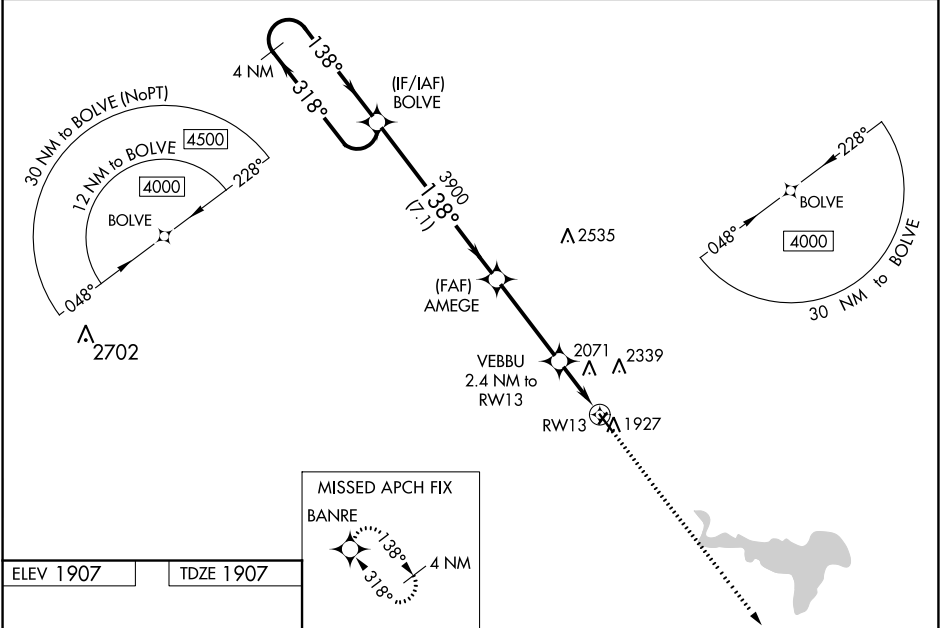 4 NM
138°
318°
(IF/IAF)
BOLVE
30 NM to BOLVE (NoPT)
4500
12 NM to BOLVE
4000
228°
BOLVE
048°
2702
3900
138°
(7.1)
2535
(FAF)
AMEGE
228°
BOLVE
048°
4000
30 NM to BOLVE
VEBBU
2.4 NM to
RW13
2071
2339
RW13
1927
MISSED APCH FIX
BANRE
138°
4 NM
318°
ELEV 1907
TDZE 1907